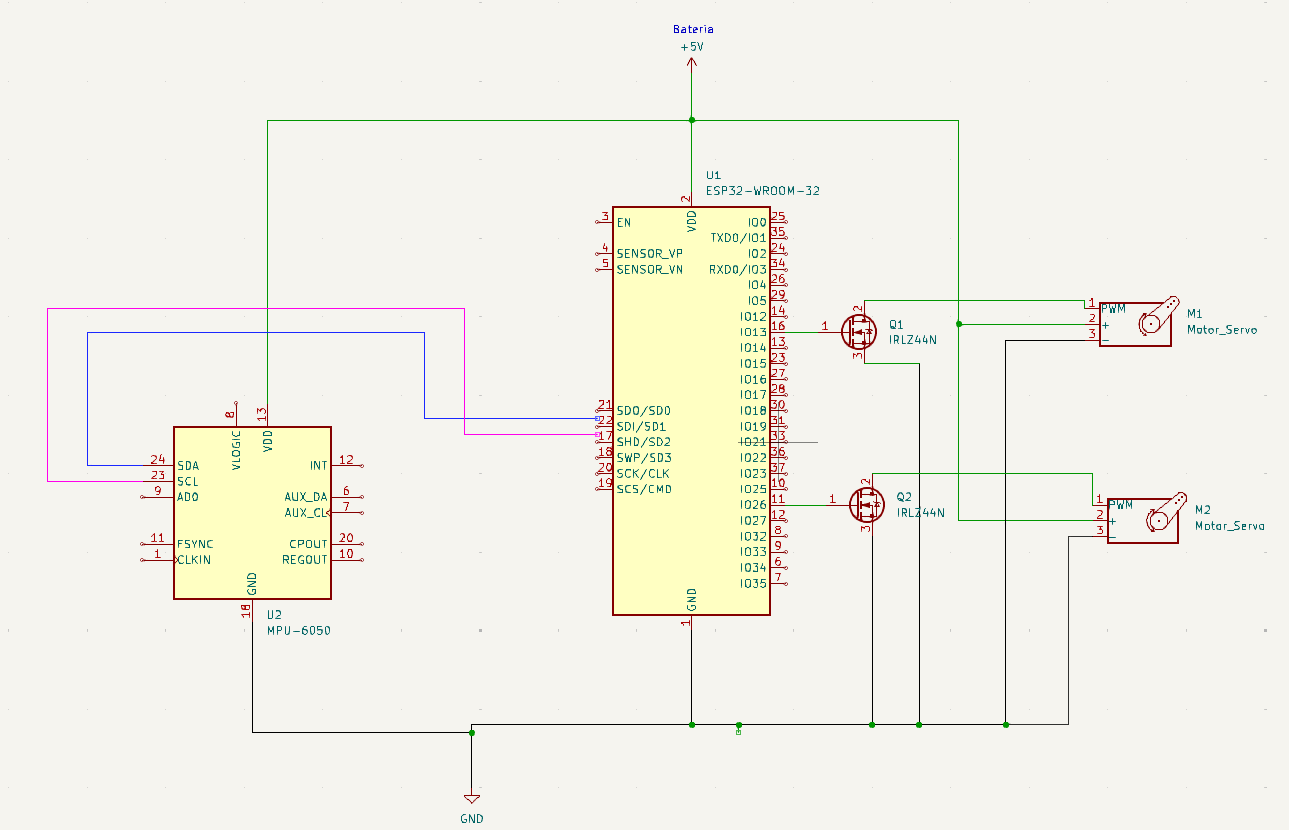 Bateria
+5V
U1
ESP32-WROOM-32
2
VDD
3
EN
4
SENSOR_VP
5
SENSOR_VN
21
SDO/SD0
22
SDI/SD1
17
SHD/SD2
18
SWP/SD3
20
SCK/CLK
19
SCS/CMD
IO0
25
TXD0/IO1
35
IO2
24
RXD0/IO3
34
IO4
26
IO5
29
IO12
14
IO13
16
IO14
13
IO15
23
IO16
27
IO17
28
IO18
30
IO19
31
IO21
33
IO22
36
IO23
37
IO25
10
IO26
11
IO27
12
IO32
8
IO33
9
IO34
6
IO35
7
GND
1
1
2
3
Q1
IRLZ44N
1
2
3
Q2
IRLZ44N
1
PWM
2
+
3
-
M1
Motor_Servo
1
PWM
2
+
3
-
M2
Motor_Servo
8
VLOGIC
13
VDD
24
SDA
23
SCL
9
AD0
11
FSYNC
1
CLKIN
INT
12
AUX_DA
6
AUX_CL
7
CPOUT
20
REGOUT
10
GND
18
U2
MPU-6050
GND